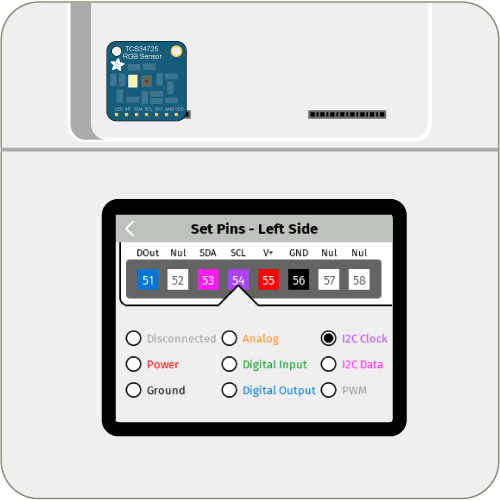 TCS34725
RGB Sensor
LED INT SDA SCL 3V3 GND VDD
Set Pins - Left Side
DOut Nul SDA SCL V+ GND Nul Nul
51 52 53 54 55 56 57 58
Disconnected Analog I2C Clock
Power Digital Input I2C Data
Ground Digital Output PWM